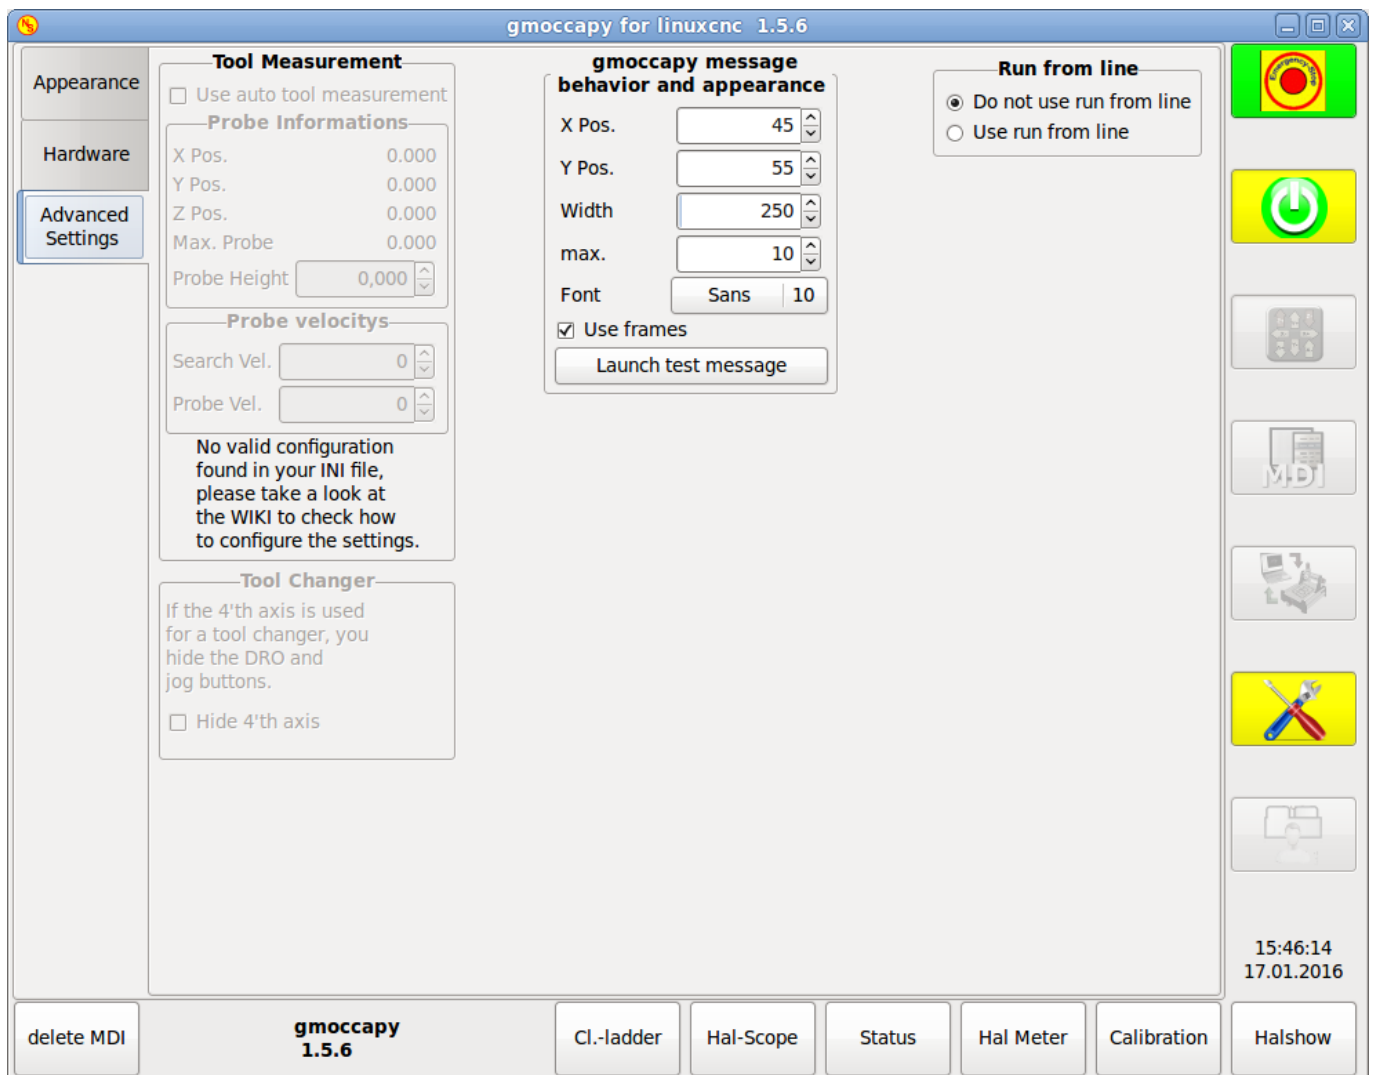 gmoccapy for linuxcnc 1.5.6
Appearance
Hardware
Advanced
Settings
Tool Measurement
Use auto tool measurement
Probe Informations
X Pos. 0.000
Y Pos. 0.000
Z Pos. 0.000
Max. Probe 0.000
Probe Height 0,000
Probe velocitys
Search Vel. 0
Probe Vel. 0
No valid configuration
found in your INI file,
please take a look at
the WIKI to check how
to configure the settings.
Tool Changer
If the 4'th axis is used
for a tool changer, you
hide the DRO and
jog buttons.
Hide 4'th axis
gmoccapy message
behavior and appearance
X Pos. 45
Y Pos. 55
Width 250
max. 10
Font Sans 10
Use frames
Launch test message
Run from line
Do not use run from line
Use run from line
Emergency-Stop
MDI
15:46:14
17.01.2016
delete MDI
gmoccapy
1.5.6
Cl.-ladder
Hal-Scope
Status
Hal Meter
Calibration
Halshow